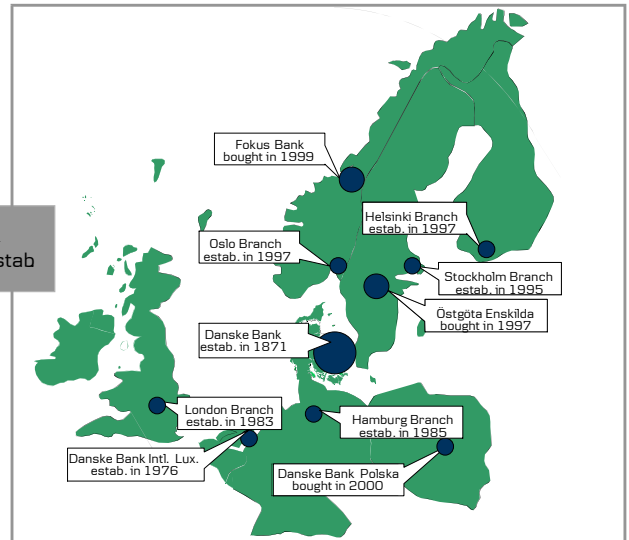 Fokus Bank
bought in 1999
Helsinki Branch
estab. in 1997
stab
Oslo Branch
estab. in 1997
Stockholm Branch
estab. in 1995
Östgöta Enskilda
bought in 1997
Danske Bank
estab. in 1871
London Branch
estab. in 1983
Hamburg Branch
estab. in 1985
Danske Bank Intl. Lux.
estab. in 1976
Danske Bank Polska
bought in 2000